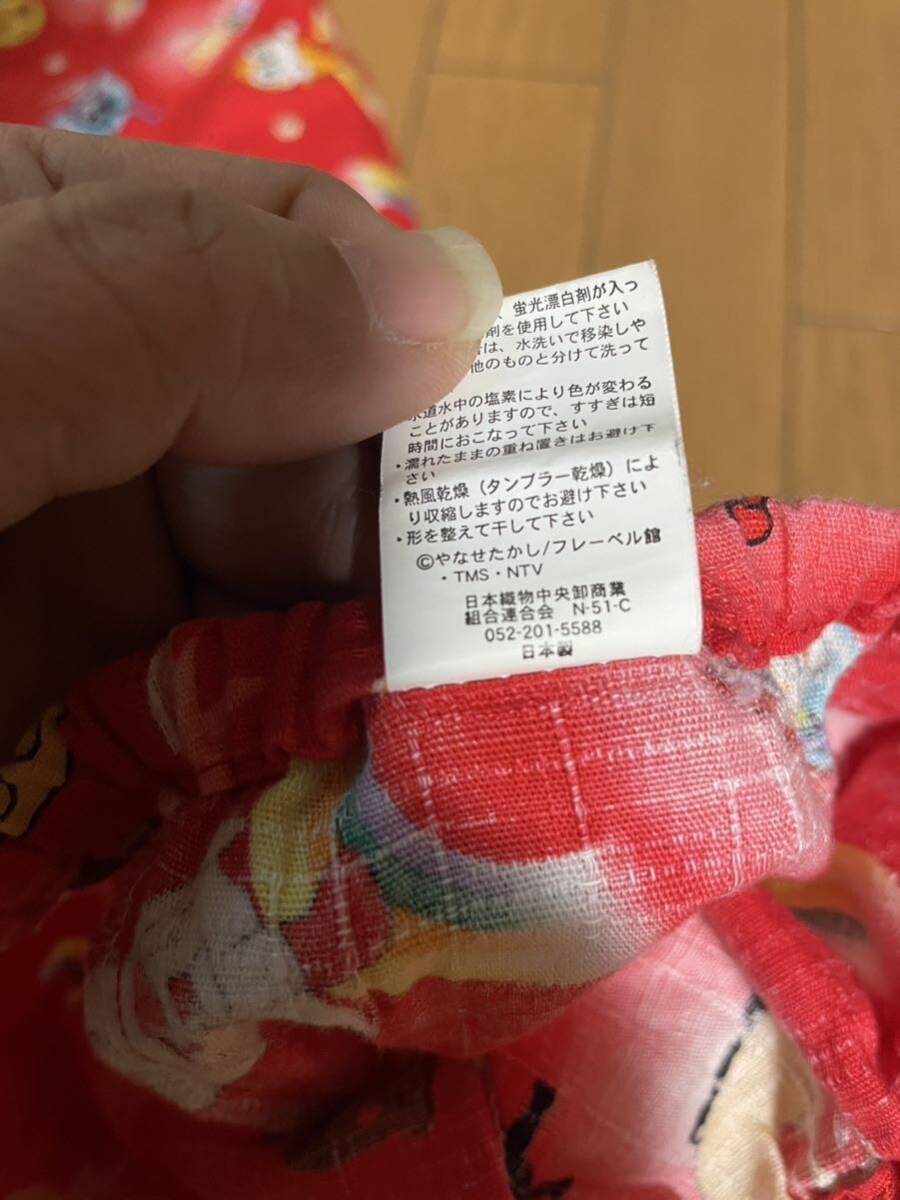 、蛍光漂白剤が入っ
剤を使用して下さい
は、水洗いで移染しや
他のものと分けて洗って
水道水中の塩素により色が変わる
ことがありますので、すすぎは短
時間におこなって下さい
・濡れたままの重ね置きはお避け下
さい
・熱風乾燥（タンブラー乾燥）によ
り収縮しますのでお避け下さい
・形を整えて干して下さい
©やなせたかし/フレーベル館
・TMS・NTV
日本織物中央卸商業
組合連合会 N-51-C
052-201-5588
日本製